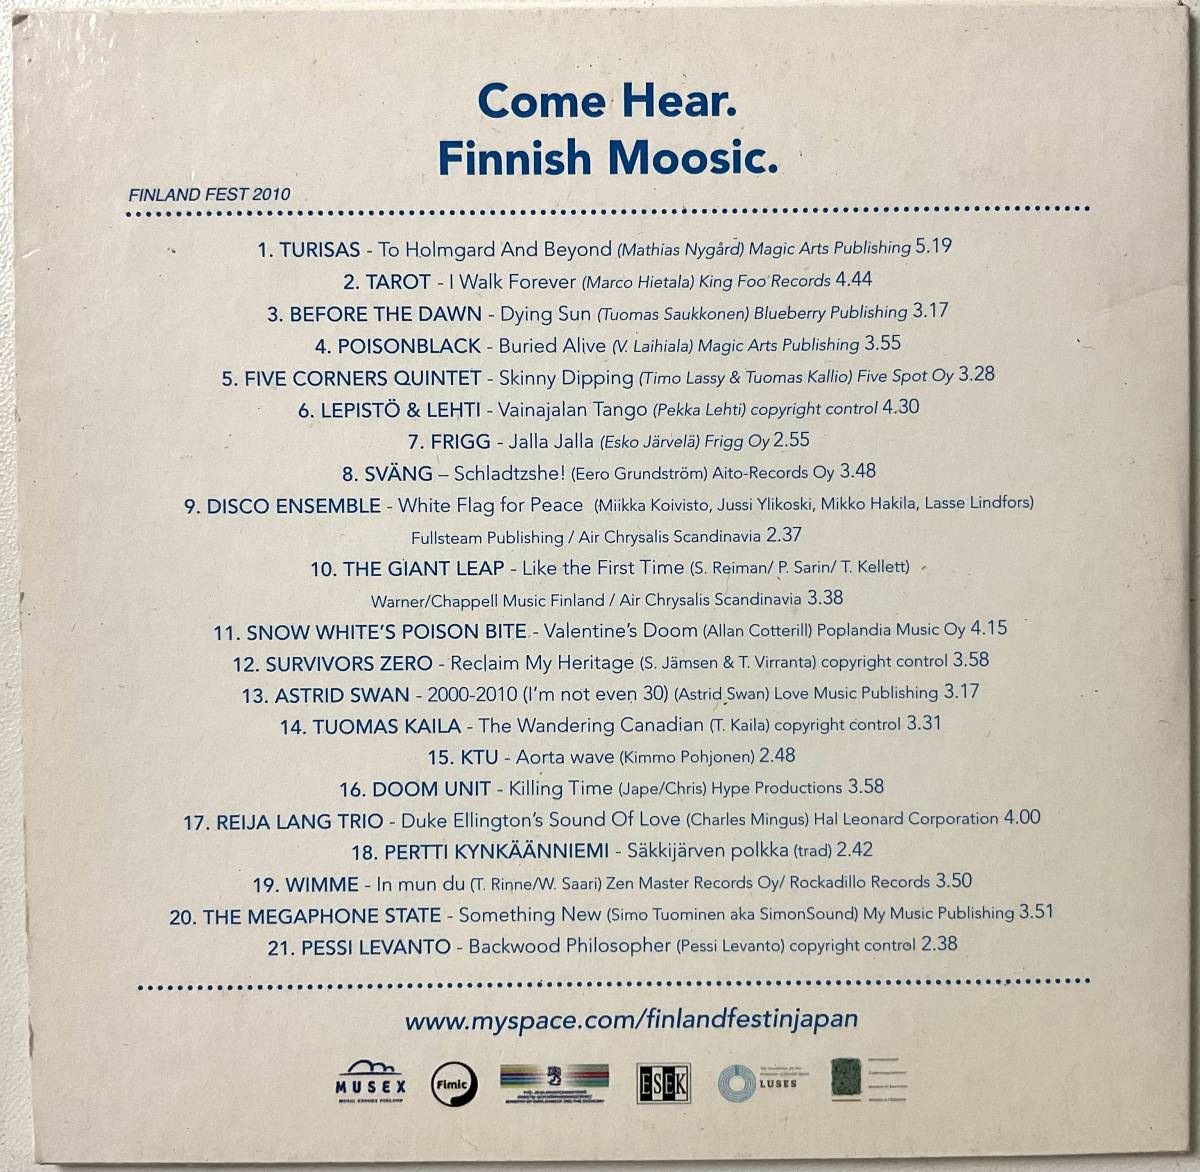 Come Hear.
Finnish Moosic.
FINLAND FEST 2010
1. TURISAS - To Holmgard And Beyond (Mathias Nygård) Magic Arts Publishing 5.19
2. TAROT - I Walk Forever (Marco Hietala) King Foo Records 4.44
3. BEFORE THE DAWN - Dying Sun (Tuomas Saukkonen) Blueberry Publishing 3.17
4. POISONBLACK - Buried Alive (V. Laihiala) Magic Arts Publishing 3.55
5. FIVE CORNERS QUINTET - Skinny Dipping (Timo Lassy & Tuomas Kallio) Five Spot Oy 3.28
6. LEPISTÖ & LEHTI - Vainajalan Tango (Pekka Lehti) copyright control 4.30
7. FRIGG - Jalla Jalla (Esko Järvelä) Frigg Oy 2.55
8. SVÄNG – Schladtzshe! (Eero Grundström) Aito-Records Oy 3.48
9. DISCO ENSEMBLE - White Flag for Peace (Miikka Koivisto, Jussi Ylikoski, Mikko Hakila, Lasse Lindfors)
Fullsteam Publishing / Air Chrysalis Scandinavia 2.37
10. THE GIANT LEAP - Like the First Time (S. Reiman/ P. Sarin/ T. Kellett)
Warner/Chappell Music Finland / Air Chrysalis Scandinavia 3.38
11. SNOW WHITE'S POISON BITE - Valentine's Doom (Allan Cotterill) Poplandia Music Oy 4.15
12. SURVIVORS ZERO - Reclaim My Heritage (S. Jämsen & T. Virranta) copyright control 3.58
13. ASTRID SWAN - 2000-2010 (I'm not even 30) (Astrid Swan) Love Music Publishing 3.17
14. TUOMAS KAILA - The Wandering Canadian (T. Kaila) copyright control 3.31
15. KTU - Aorta wave (Kimmo Pohjonen) 2.48
16. DOOM UNIT - Killing Time (Jape/Chris) Hype Productions 3.58
17. REIJA LANG TRIO - Duke Ellington's Sound Of Love (Charles Mingus) Hal Leonard Corporation 4.00
18. PERTTI KYNKÄÄNNIEMI - Säkkijärven polkka (trad) 2.42
19. WIMME - In mun du (T. Rinne/W. Saari) Zen Master Records Oy/ Rockadillo Records 3.50
20. THE MEGAPHONE STATE - Something New (Simo Tuominen aka SimonSound) My Music Publishing 3.51
21. PESSI LEVANTO - Backwood Philosopher (Pessi Levanto) copyright control 2.38
www.myspace.com/finlandfestinjapan
MUSEX
MUSIC EXPORT FINLAND
Fimic
ESEK
LUSES